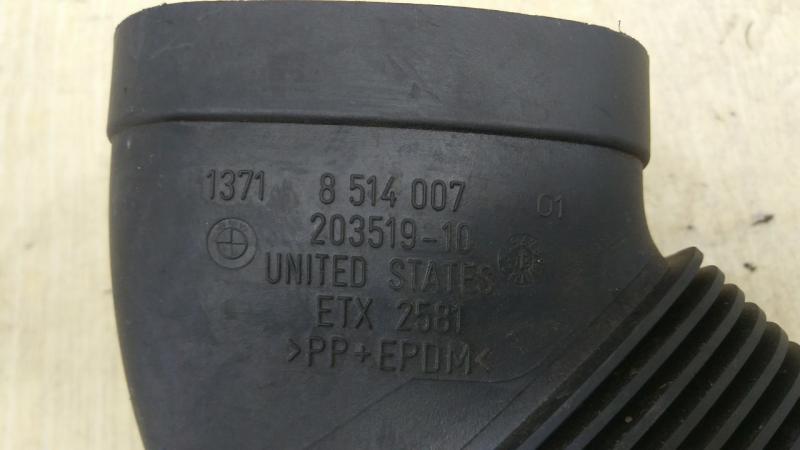 1371 8 514 007 01
203519-10
UNITED STATES
ETX 2581
>PP+EPDM<